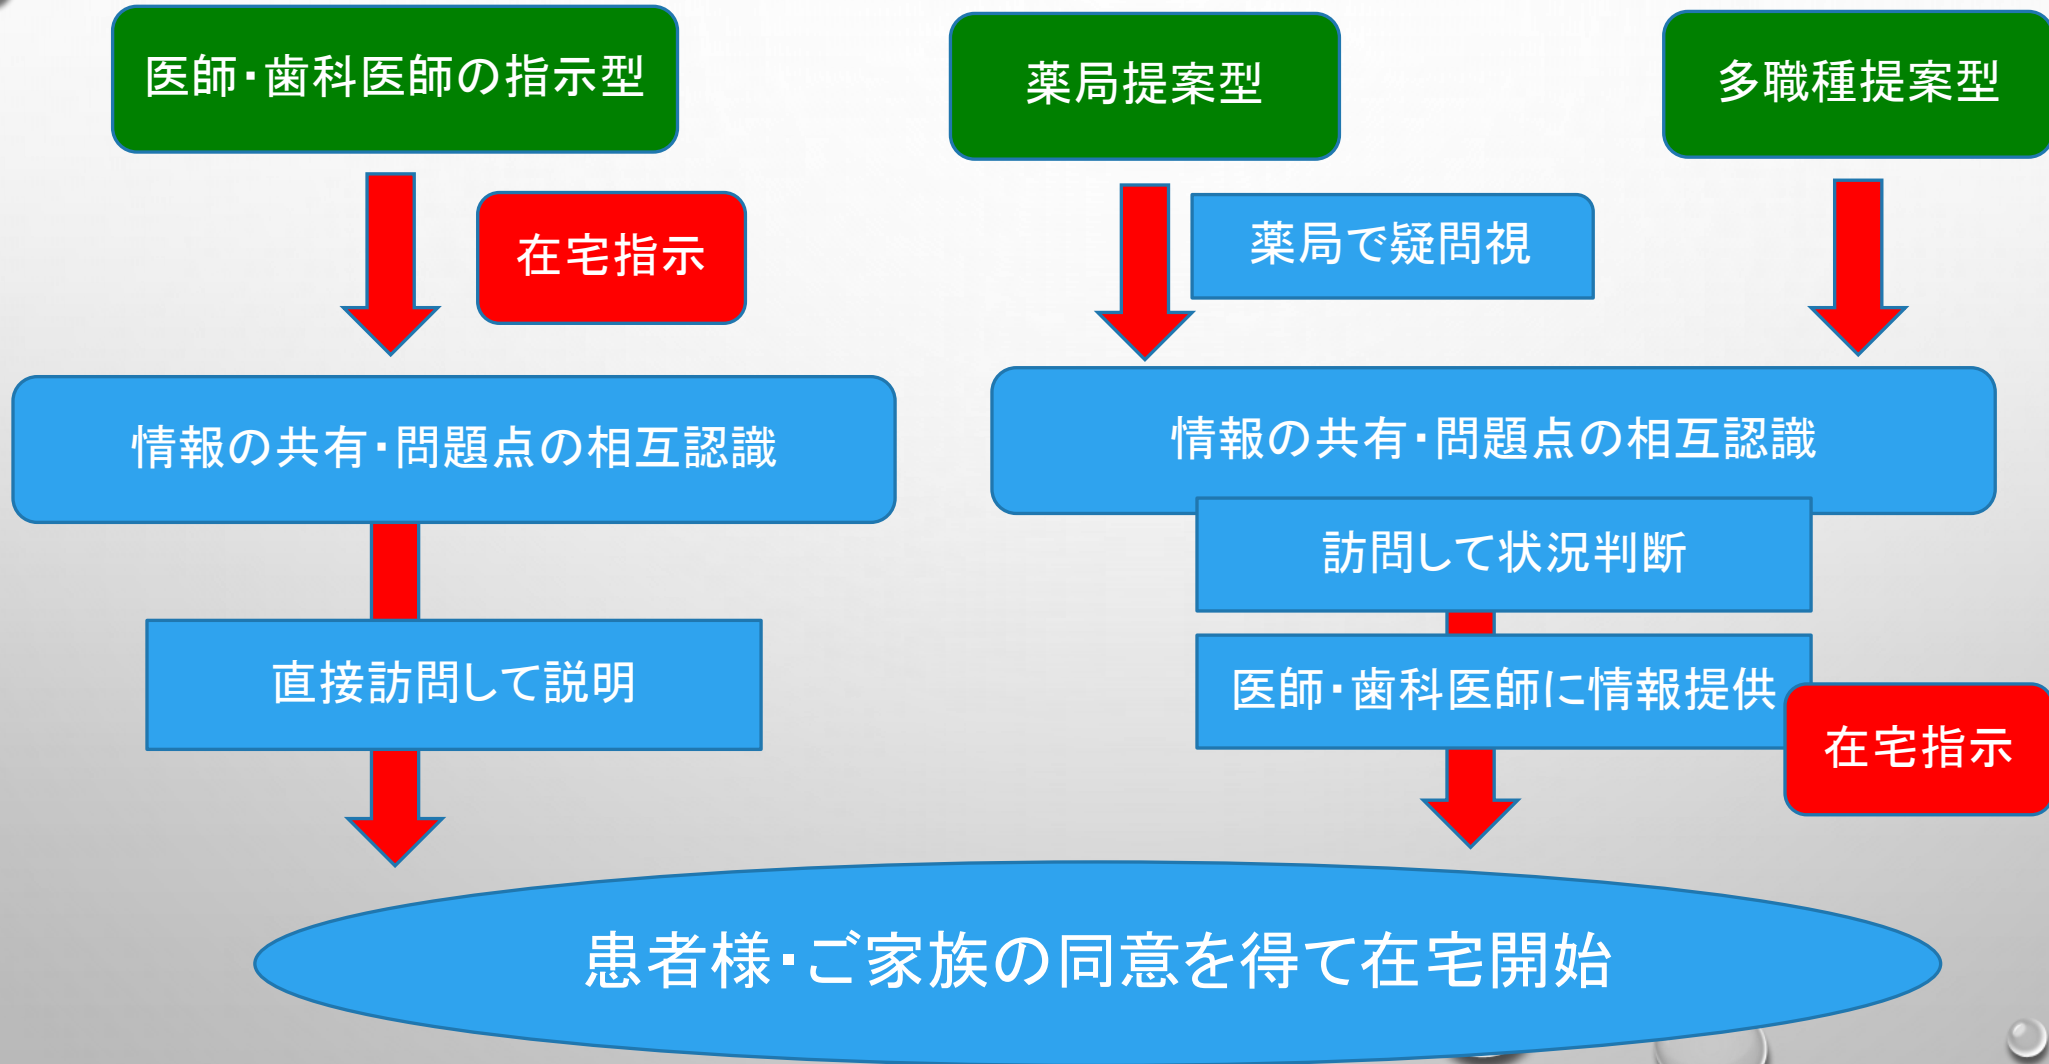 医師・歯科医師の指示型
薬局提案型
多職種提案型
在宅指示
薬局で疑問視
情報の共有・問題点の相互認識
情報の共有・問題点の相互認識
訪問して状況判断
直接訪問して説明
医師・歯科医師に情報提供
在宅指示
患者様・ご家族の同意を得て在宅開始